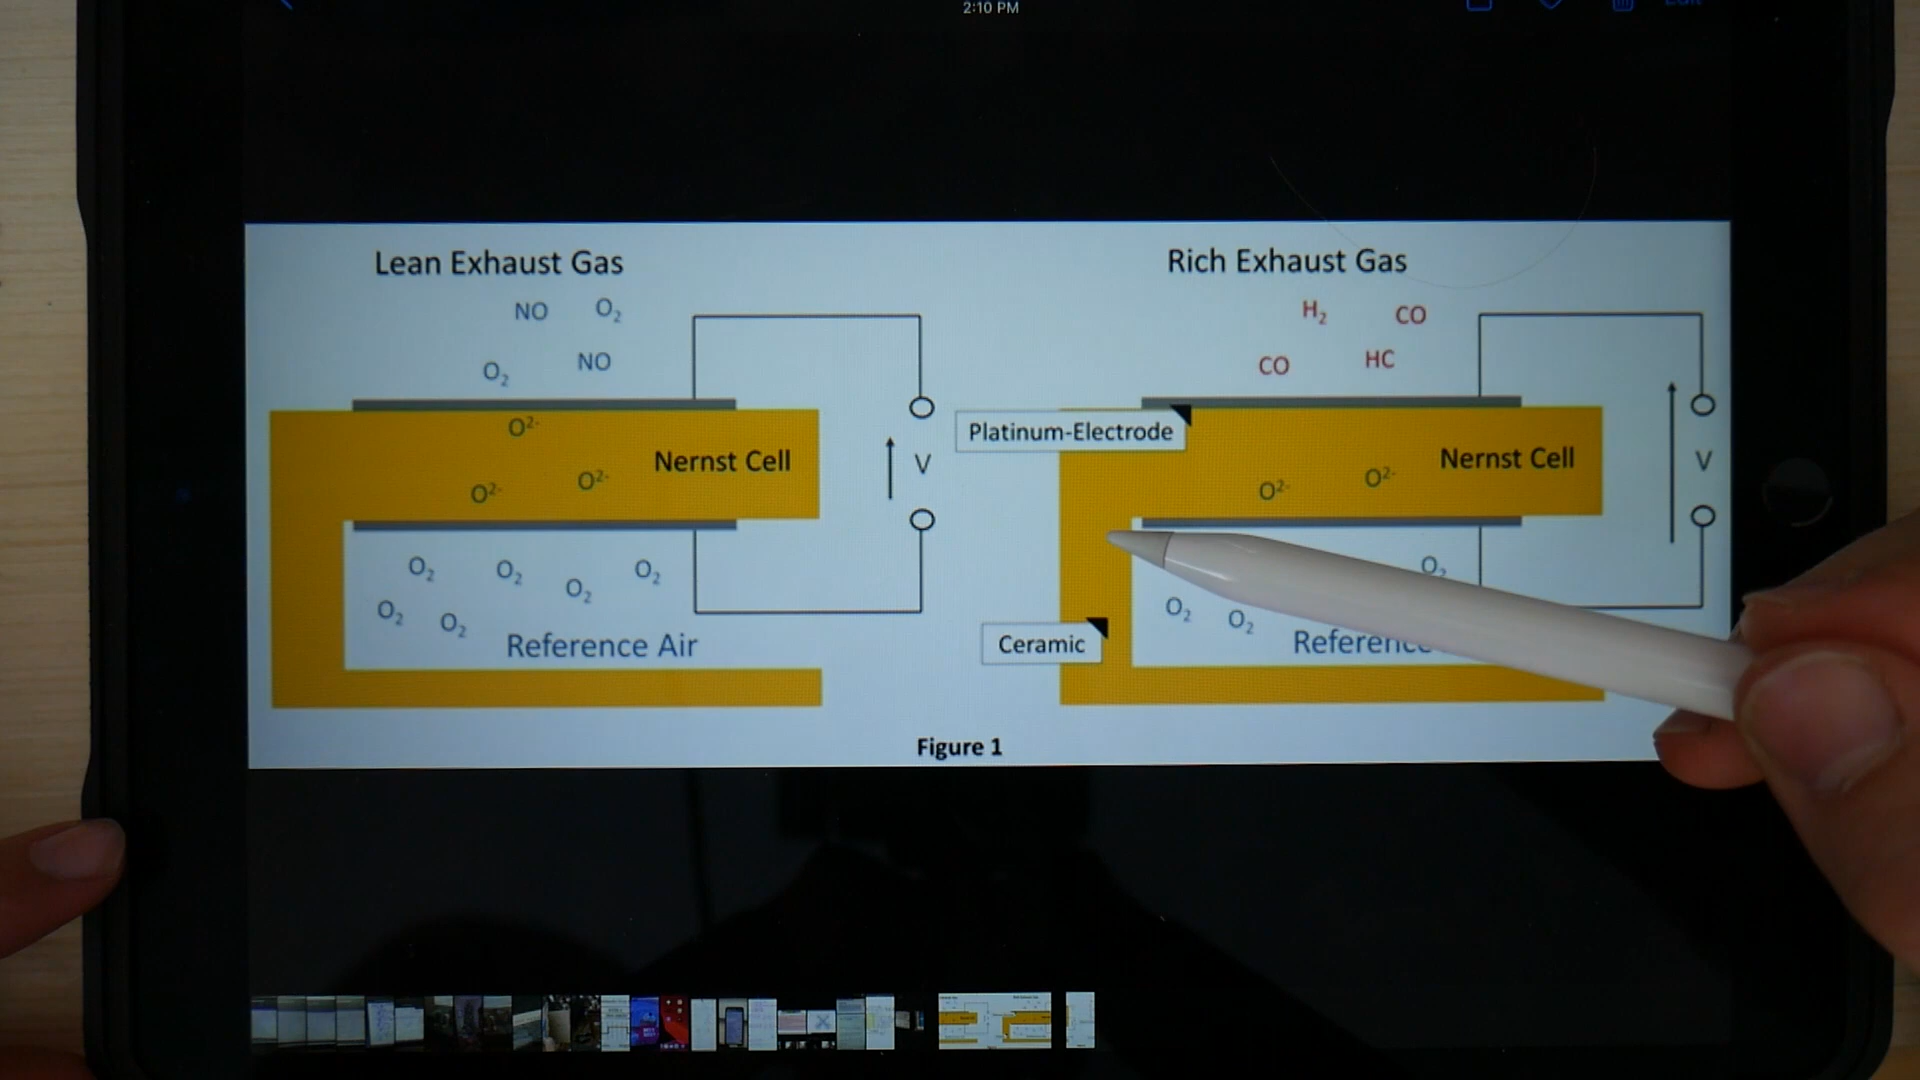 2:10 PM
Lean Exhaust Gas
NO O₂
O₂ NO
O²⁻
Nernst Cell
O²⁻ O²⁻
V
O₂ O₂ O₂ O₂
O₂ O₂
Reference Air
Rich Exhaust Gas
H₂ CO
CO HC
Platinum-Electrode
Nernst Cell
O²⁻ O²⁻
V
O₂
O₂ O₂
Ceramic
Figure 1